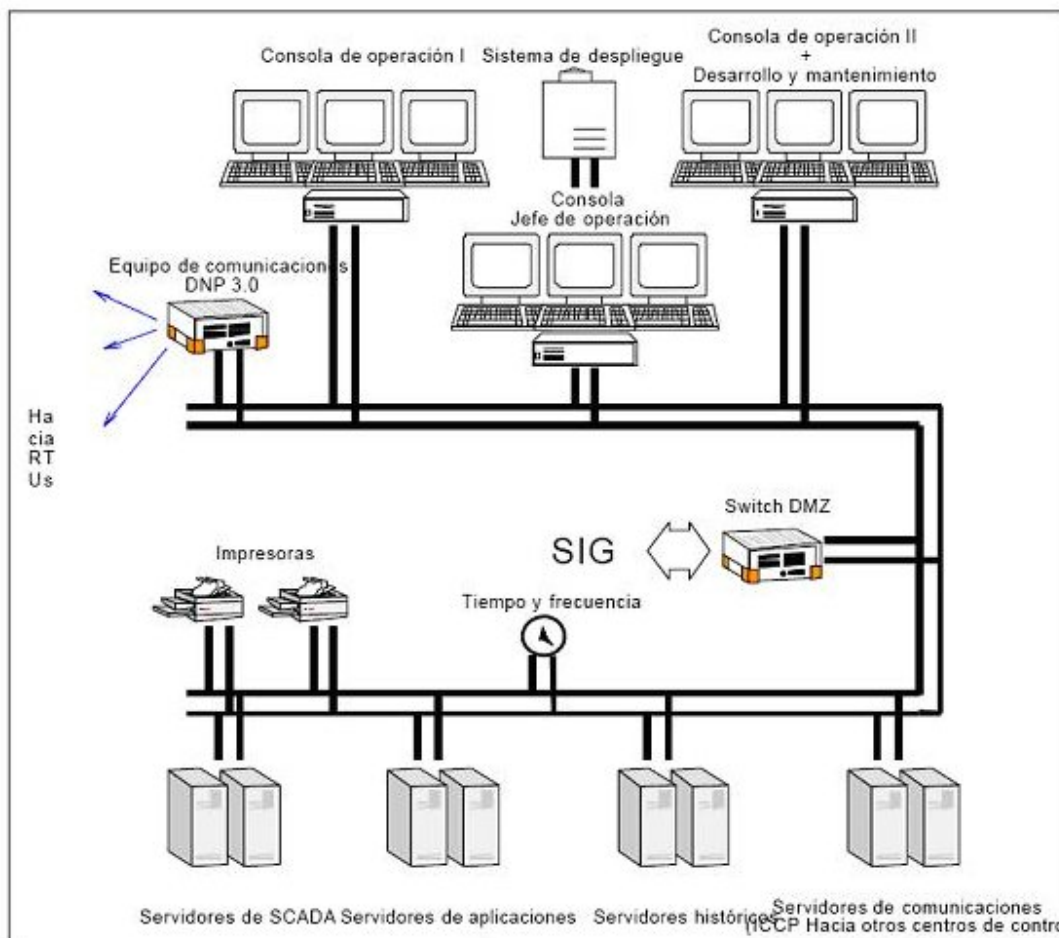 Consola de operación I
Sistema de despliegue
Consola de operación II
+
Desarrollo y mantenimiento
Consola
Jefe de operación
Equipo de comunicaciones
DNP 3.0
Ha
cia
RT
Us
Switch DMZ
SIG
Impresoras
Tiempo y frecuencia
Servidores de SCADA
Servidores de aplicaciones
Servidores históricos
Servidores de comunicaciones
(ICCP Hacia otros centros de contro